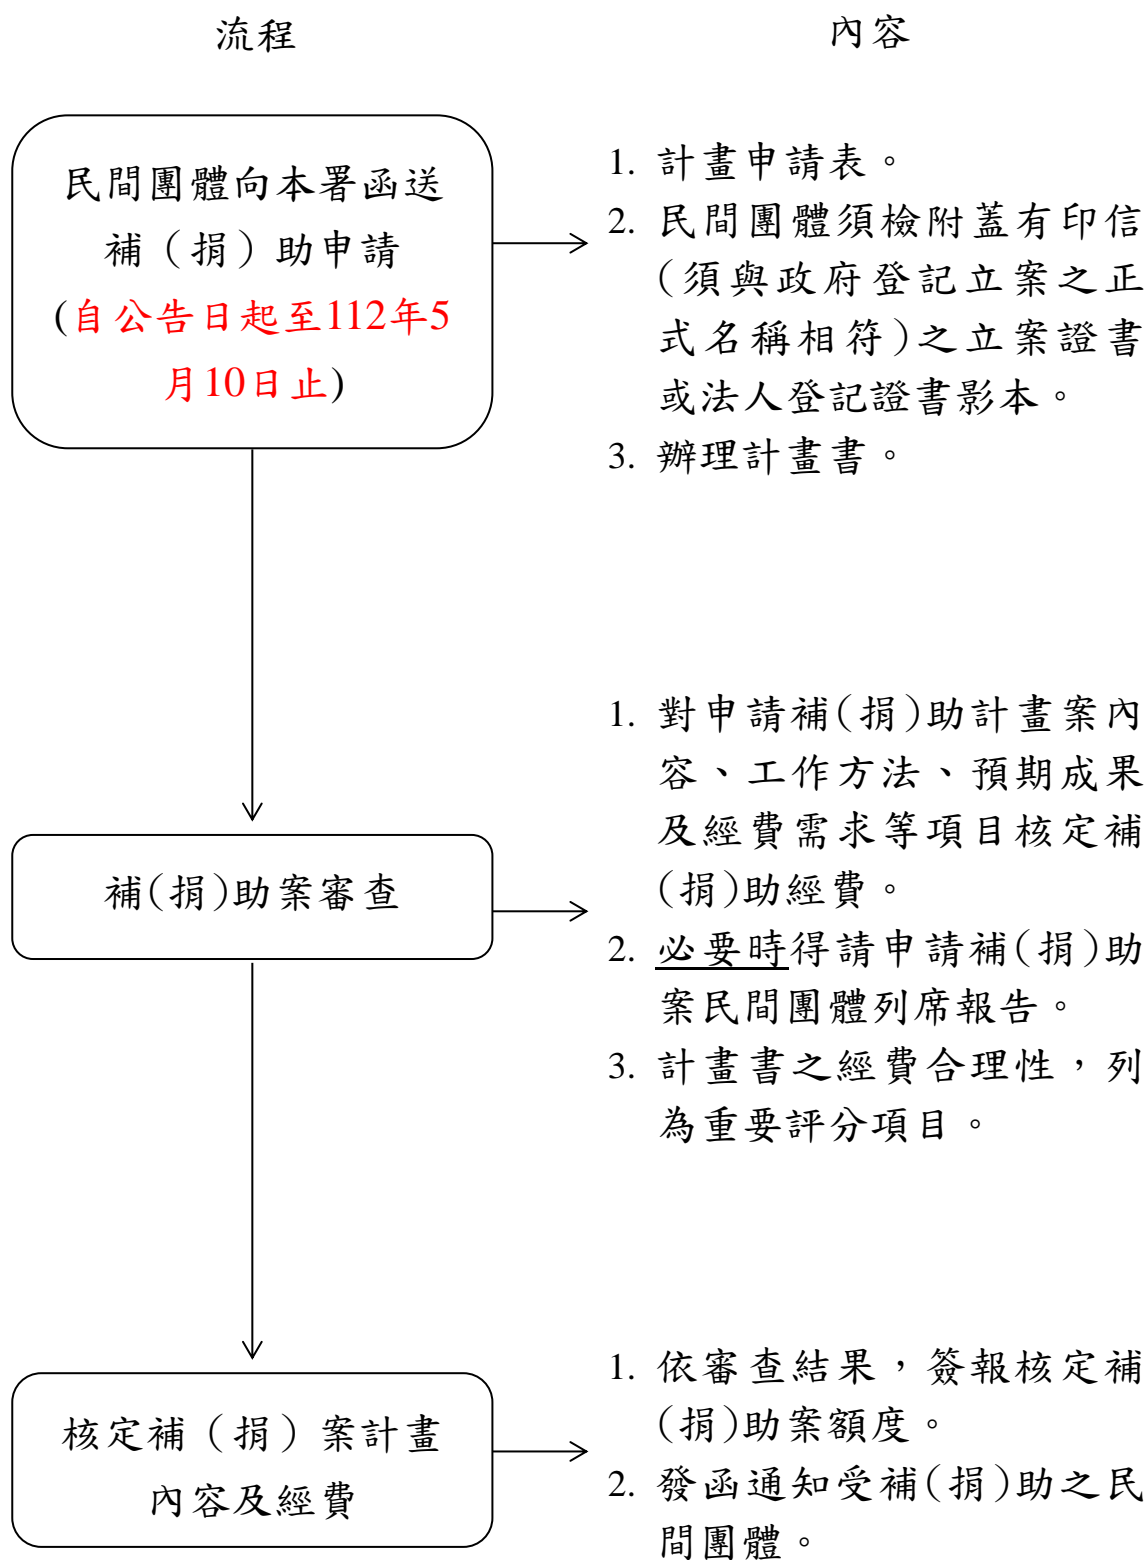 流程
內容
民間團體向本署函送
補（捐）助申請
(自公告日起至112年5
月10日止)
1. 計畫申請表。
2. 民間團體須檢附蓋有印信
(須與政府登記立案之正
式名稱相符)之立案證書
或法人登記證書影本。
3. 辦理計畫書。
補(捐)助案審查
1. 對申請補(捐)助計畫案內
容、工作方法、預期成果
及經費需求等項目核定補
(捐)助經費。
2. 必要時得請申請補(捐)助
案民間團體列席報告。
3. 計畫書之經費合理性，列
為重要評分項目。
核定補（捐）案計畫
內容及經費
1. 依審查結果，簽報核定補
(捐)助案額度。
2. 發函通知受補(捐)助之民
間團體。